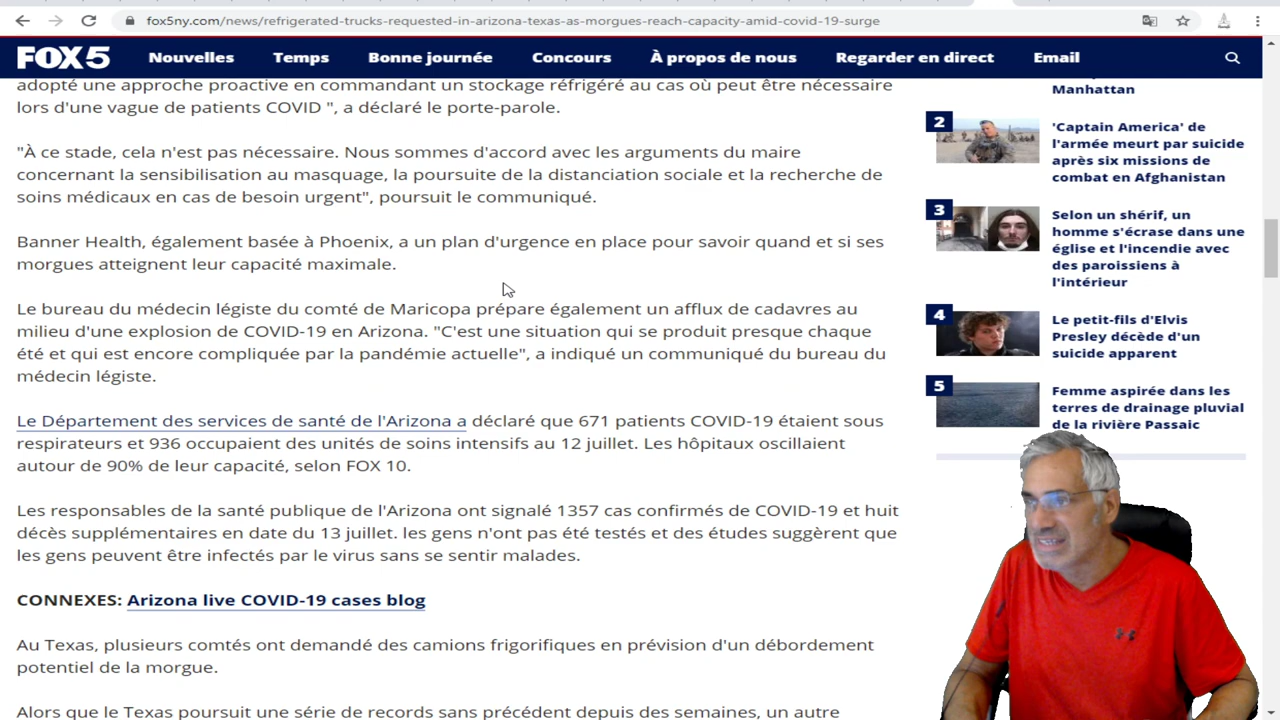 fox5ny.com/news/refrigerated-trucks-requested-in-arizona-texas-as-morgues-reach-capacity-amid-covid-19-surge
FOX 5 Nouvelles Temps Bonne journée Concours À propos de nous Regarder en direct Email
adopté une approche proactive en commandant un stockage réfrigéré au cas où peut être nécessaire
lors d'une vague de patients COVID ", a déclaré le porte-parole.
"À ce stade, cela n'est pas nécessaire. Nous sommes d'accord avec les arguments du maire
concernant la sensibilisation au masquage, la poursuite de la distanciation sociale et la recherche de
soins médicaux en cas de besoin urgent", poursuit le communiqué.
Banner Health, également basée à Phoenix, a un plan d'urgence en place pour savoir quand et si ses
morgues atteignent leur capacité maximale.
Le bureau du médecin légiste du comté de Maricopa prépare également un afflux de cadavres au
milieu d'une explosion de COVID-19 en Arizona. "C'est une situation qui se produit presque chaque
été et qui est encore compliquée par la pandémie actuelle", a indiqué un communiqué du bureau du
médecin légiste.
Le Département des services de santé de l'Arizona a déclaré que 671 patients COVID-19 étaient sous
respirateurs et 936 occupaient des unités de soins intensifs au 12 juillet. Les hôpitaux oscillaient
autour de 90% de leur capacité, selon FOX 10.
Les responsables de la santé publique de l'Arizona ont signalé 1357 cas confirmés de COVID-19 et huit
décès supplémentaires en date du 13 juillet. les gens n'ont pas été testés et des études suggèrent que
les gens peuvent être infectés par le virus sans se sentir malades.
CONNEXES: Arizona live COVID-19 cases blog
Au Texas, plusieurs comtés ont demandé des camions frigorifiques en prévision d'un débordement
potentiel de la morgue.
Alors que le Texas poursuit une série de records sans précédent depuis des semaines, un autre
Manhattan
2
'Captain America' de
l'armée meurt par suicide
après six missions de
combat en Afghanistan
3
Selon un shérif, un
homme s'écrase dans une
église et l'incendie avec
des paroissiens à
l'intérieur
4
Le petit-fils d'Elvis
Presley décède d'un
suicide apparent
5
Femme aspirée dans les
terres de drainage pluvial
de la rivière Passaic